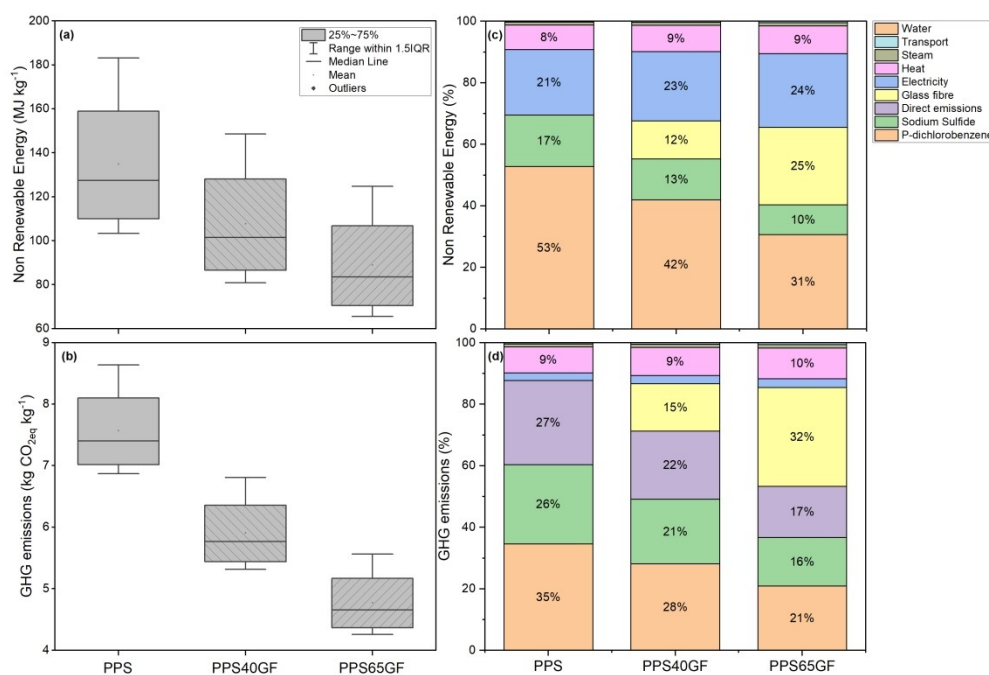 (a)
25%~75%
Range within 1.5IQR
Median Line
Mean
Outliers
Non Renewable Energy (MJ kg⁻¹)
200
180
160
140
120
100
80
60
(b)
GHG emissions (kg CO₂eq kg⁻¹)
9
8
7
6
5
4
PPS
PPS40GF
PPS65GF
(c)
Non Renewable Energy (%)
100
80
60
40
20
0
8%
9%
9%
21%
23%
24%
12%
25%
17%
13%
10%
53%
42%
31%
(d)
GHG emissions (%)
100
80
60
40
20
0
9%
9%
10%
15%
32%
27%
22%
17%
26%
21%
16%
35%
28%
21%
PPS
PPS40GF
PPS65GF
Water
Transport
Steam
Heat
Electricity
Glass fibre
Direct emissions
Sodium Sulfide
P-dichlorobenzene